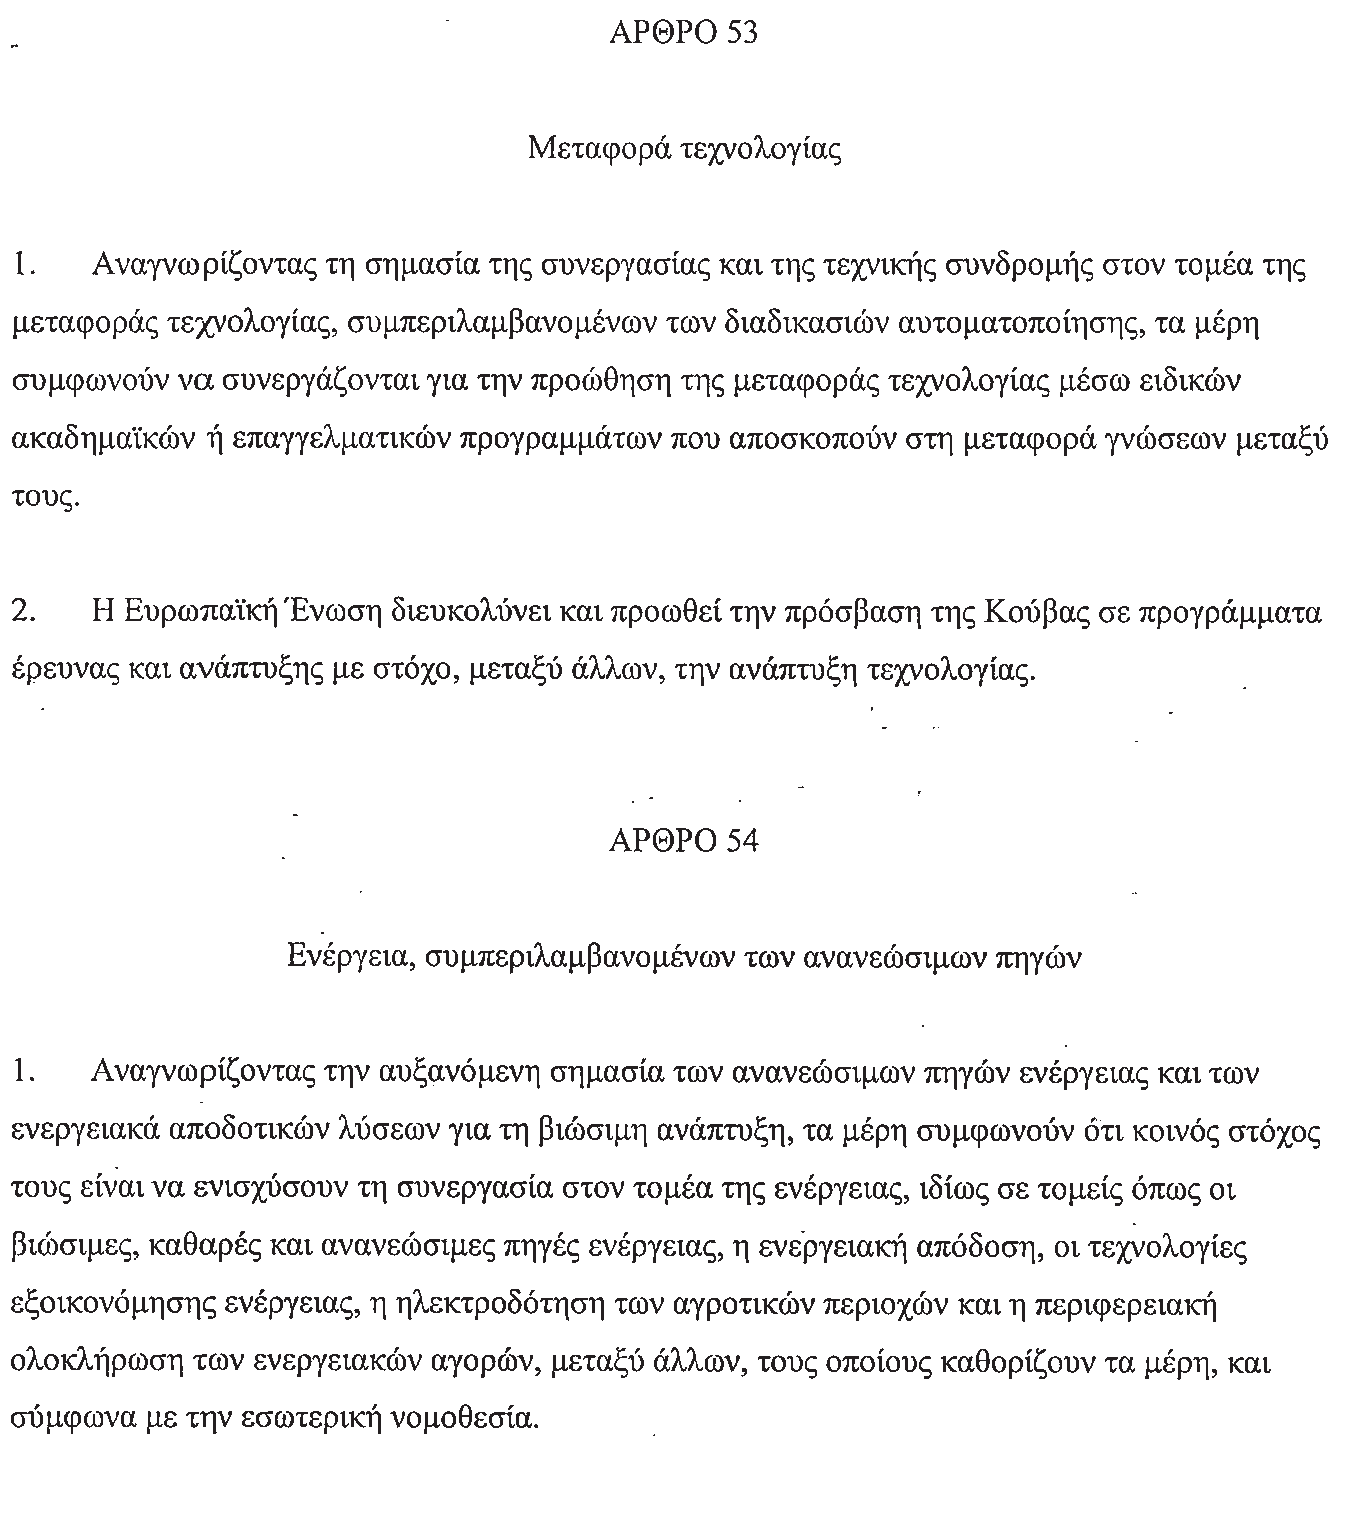 ΑΡΘΡΟ 53
Μεταφορά τεχνολογίας
1. Αναγνωρίζοντας τη σημασία της συνεργασίας και της τεχνικής συνδρομής στον τομέα της
μεταφοράς τεχνολογίας, συμπεριλαμβανομένων των διαδικασιών αυτοματοποίησης, τα μέρη
συμφωνούν να συνεργάζονται για την προώθηση της μεταφοράς τεχνολογίας μέσω ειδικών
ακαδημαϊκών ή επαγγελματικών προγραμμάτων που αποσκοπούν στη μεταφορά γνώσεων μεταξύ
τους.
2. Η Ευρωπαϊκή Ένωση διευκολύνει και προωθεί την πρόσβαση της Κούβας σε προγράμματα
έρευνας και ανάπτυξης με στόχο, μεταξύ άλλων, την ανάπτυξη τεχνολογίας.
ΑΡΘΡΟ 54
Ενέργεια, συμπεριλαμβανομένων των ανανεώσιμων πηγών
1. Αναγνωρίζοντας την αυξανόμενη σημασία των ανανεώσιμων πηγών ενέργειας και των
ενεργειακά αποδοτικών λύσεων για τη βιώσιμη ανάπτυξη, τα μέρη συμφωνούν ότι κοινός στόχος
τους είναι να ενισχύσουν τη συνεργασία στον τομέα της ενέργειας, ιδίως σε τομείς όπως οι
βιώσιμες, καθαρές και ανανεώσιμες πηγές ενέργειας, η ενεργειακή απόδοση, οι τεχνολογίες
εξοικονόμησης ενέργειας, η ηλεκτροδότηση των αγροτικών περιοχών και η περιφερειακή
ολοκλήρωση των ενεργειακών αγορών, μεταξύ άλλων, τους οποίους καθορίζουν τα μέρη, και
σύμφωνα με την εσωτερική νομοθεσία.